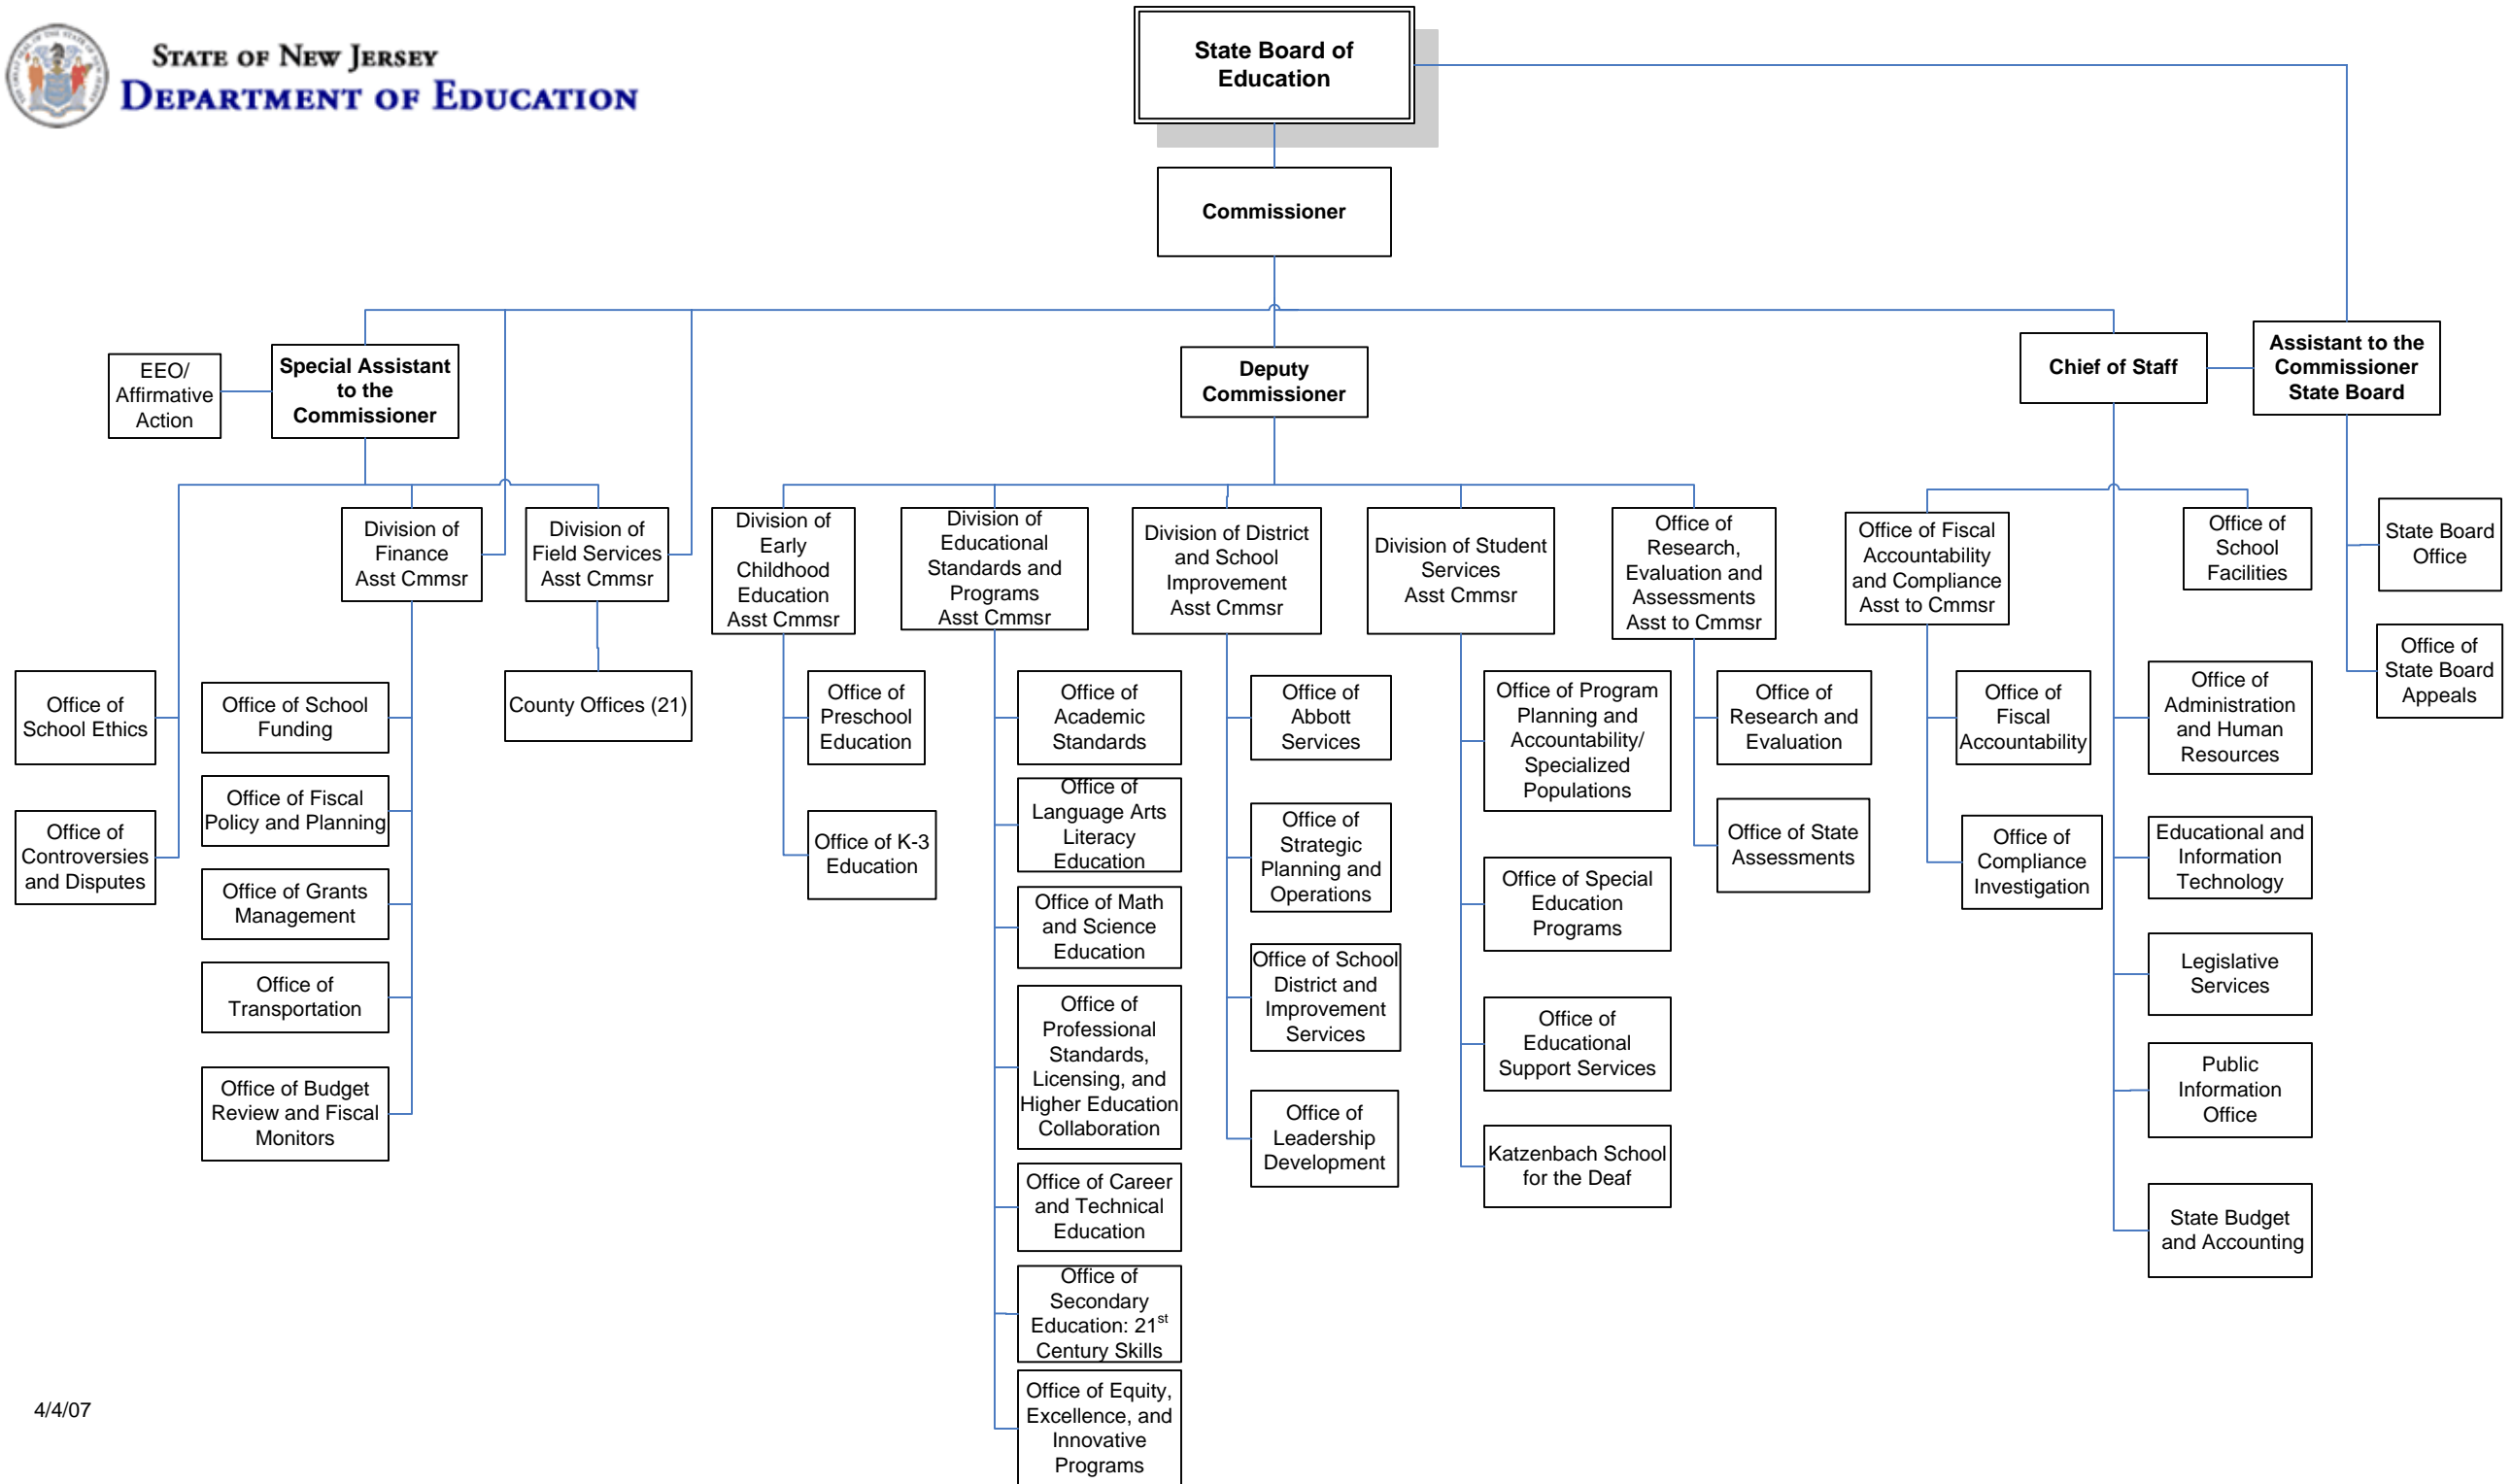 STATE OF NEW JERSEY
DEPARTMENT OF EDUCATION
State Board of
Education
Commissioner
EEO/
Affirmative
Action
Special Assistant
to the
Commissioner
Deputy
Commissioner
Chief of Staff
Assistant to the
Commissioner
State Board
Division of
Finance
Asst Cmmsr
Division of
Field Services
Asst Cmmsr
Division of
Early
Childhood
Education
Asst Cmmsr
Division of
Educational
Standards and
Programs
Asst Cmmsr
Division of District
and School
Improvement
Asst Cmmsr
Division of Student
Services
Asst Cmmsr
Office of
Research,
Evaluation and
Assessments
Asst to Cmmsr
Office of Fiscal
Accountability
and Compliance
Asst to Cmmsr
Office of
School
Facilities
State Board
Office
Office of
State Board
Appeals
Office of
School Ethics
Office of
Controversies
and Disputes
Office of School
Funding
Office of Fiscal
Policy and Planning
Office of Grants
Management
Office of
Transportation
Office of Budget
Review and Fiscal
Monitors
County Offices (21)
Office of
Preschool
Education
Office of K-3
Education
Office of
Academic
Standards
Office of
Language Arts
Literacy
Education
Office of Math
and Science
Education
Office of
Professional
Standards,
Licensing, and
Higher Education
Collaboration
Office of Career
and Technical
Education
Office of
Secondary
Education: 21st
Century Skills
Office of Equity,
Excellence, and
Innovative
Programs
Office of
Abbott
Services
Office of
Strategic
Planning and
Operations
Office of School
District and
Improvement
Services
Office of
Leadership
Development
Office of Program
Planning and
Accountability/
Specialized
Populations
Office of Special
Education
Programs
Office of
Educational
Support Services
Katzenbach School
for the Deaf
Office of
Research and
Evaluation
Office of State
Assessments
Office of
Fiscal
Accountability
Office of
Compliance
Investigation
Office of
Administration
and Human
Resources
Educational and
Information
Technology
Legislative
Services
Public
Information
Office
State Budget
and Accounting
4/4/07